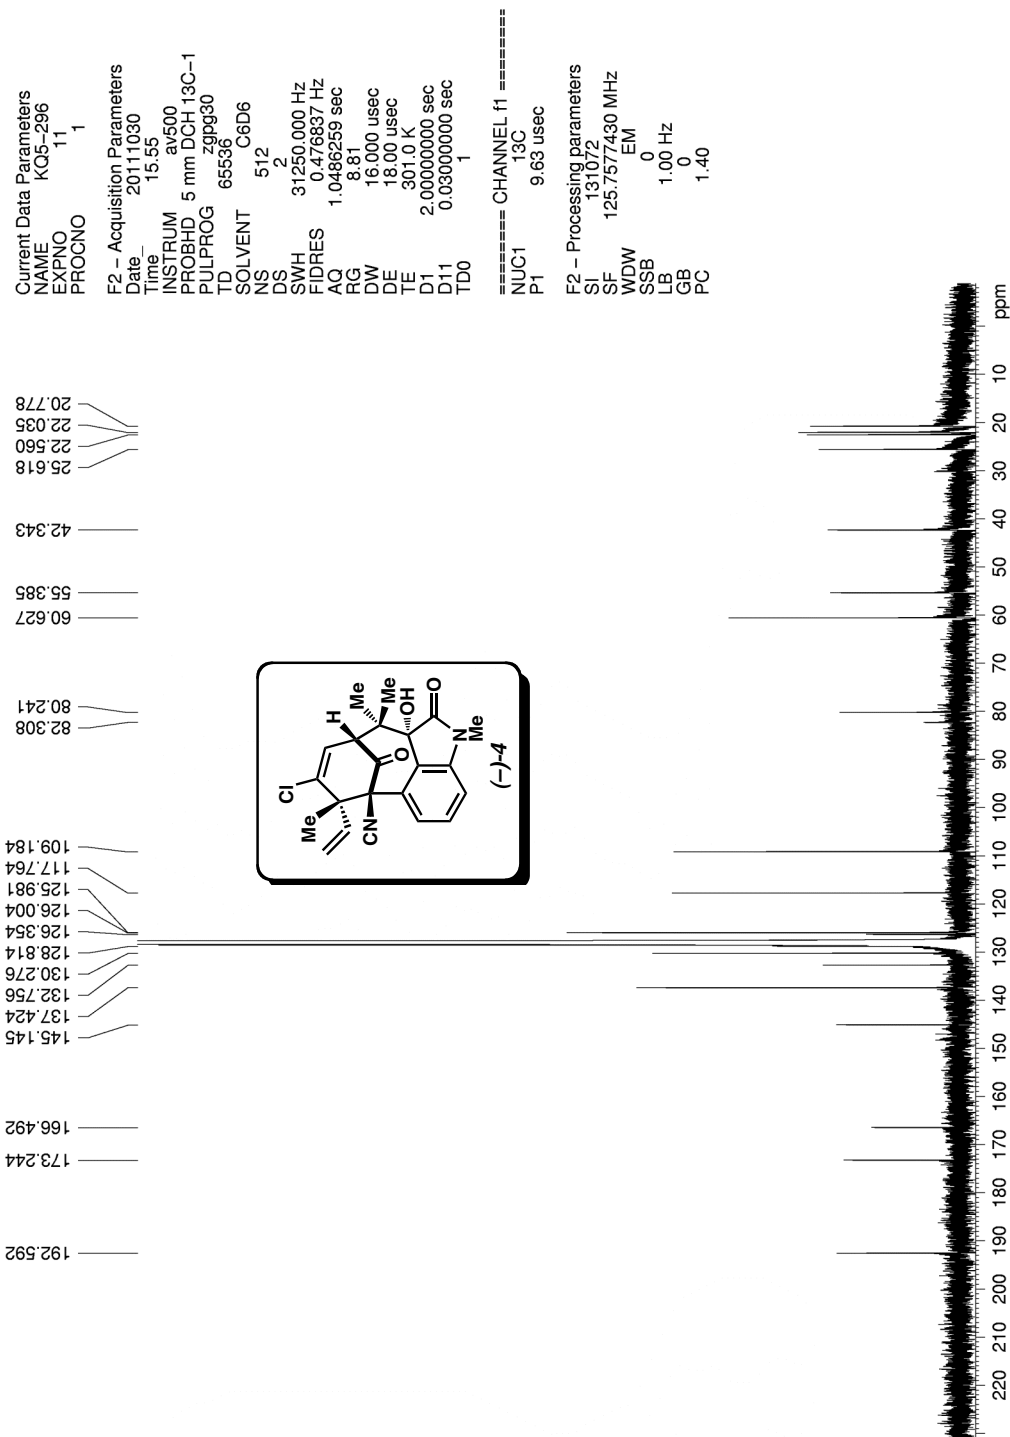 Current Data Parameters
NAME KQ5-296
EXPNO 11
PROCNO 1
F2 - Acquisition Parameters
Date_ 20111030
Time 15.55
INSTRUM av500
PROBHD 5 mm DCH 13C-1
PULPROG zgpg30
TD 65536
SOLVENT C6D6
NS 512
DS 2
SWH 31250.000 Hz
FIDRES 0.476837 Hz
AQ 1.0486259 sec
RG 8.81
DW 16.000 usec
DE 18.00 usec
TE 301.0 K
D1 2.00000000 sec
D11 0.03000000 sec
TD0 1
======== CHANNEL f1 ========
NUC1 13C
P1 9.63 usec
F2 - Processing parameters
SI 131072
SF 125.7577430 MHz
WDW EM
SSB 0
LB 1.00 Hz
GB 0
PC 1.40
20.778
22.035
22.560
25.618
42.343
55.385
60.627
80.241
82.308
109.184
117.764
125.981
126.004
126.354
128.814
130.276
132.756
137.424
145.145
166.492
173.244
192.592
Cl
H
Me
Me
Me
OH
O
O
CN
N
Me
(–)-4
220 210 200 190 180 170 160 150 140 130 120 110 100 90 80 70 60 50 40 30 20 10 ppm